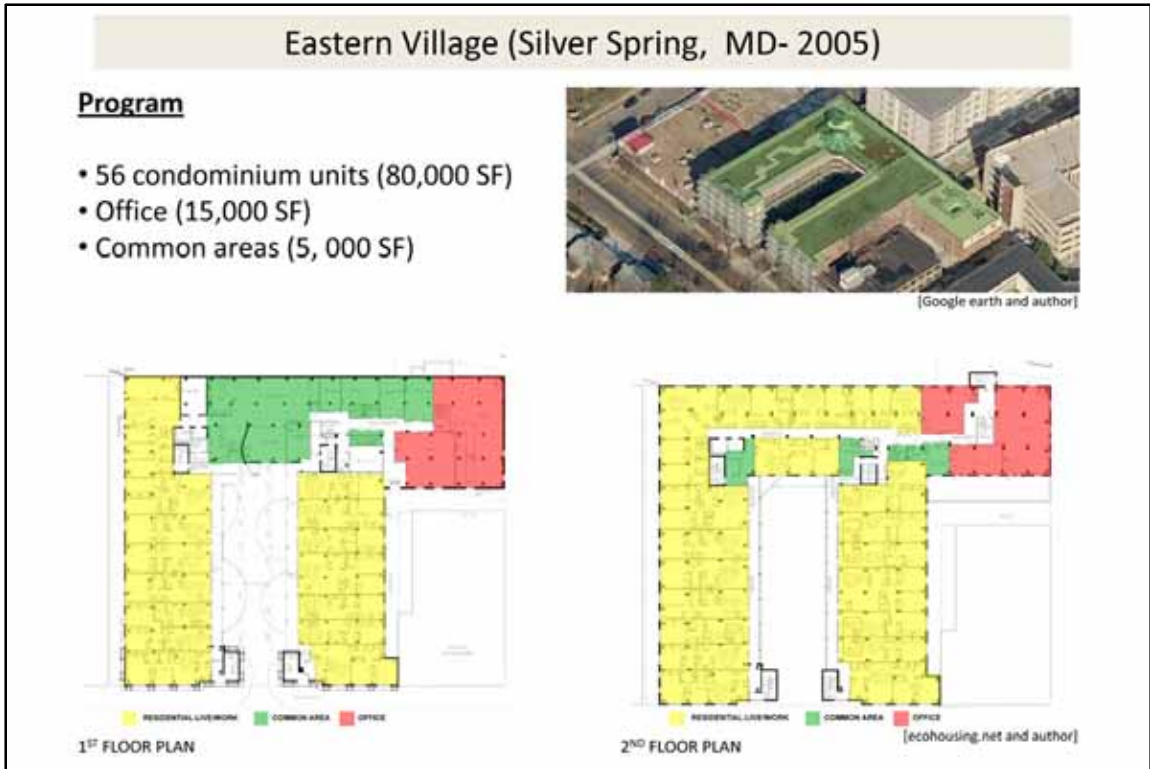 Eastern Village (Silver Spring, MD- 2005)
Program
• 56 condominium units (80,000 SF)
• Office (15,000 SF)
• Common areas (5, 000 SF)
[Google earth and author]
RESIDENTIAL LIVE/WORK COMMON AREA OFFICE
1ST FLOOR PLAN
RESIDENTIAL LIVE/WORK COMMON AREA OFFICE
2ND FLOOR PLAN
[ecohousing.net and author]